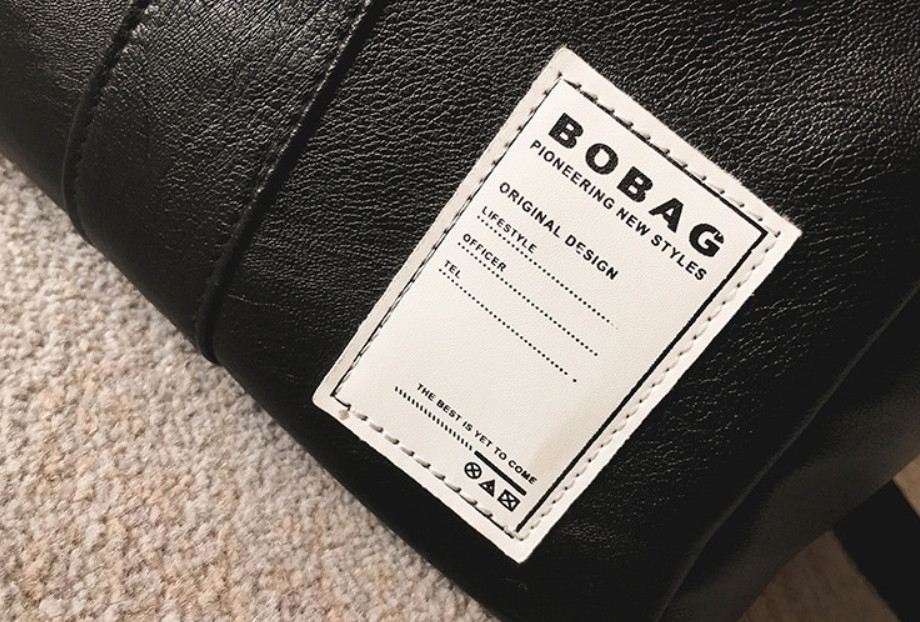 BOBAG
PIONEERING NEW STYLES
ORIGINAL DESIGN
LIFESTYLE
OFFICER
TEL
THE BEST IS YET TO COME